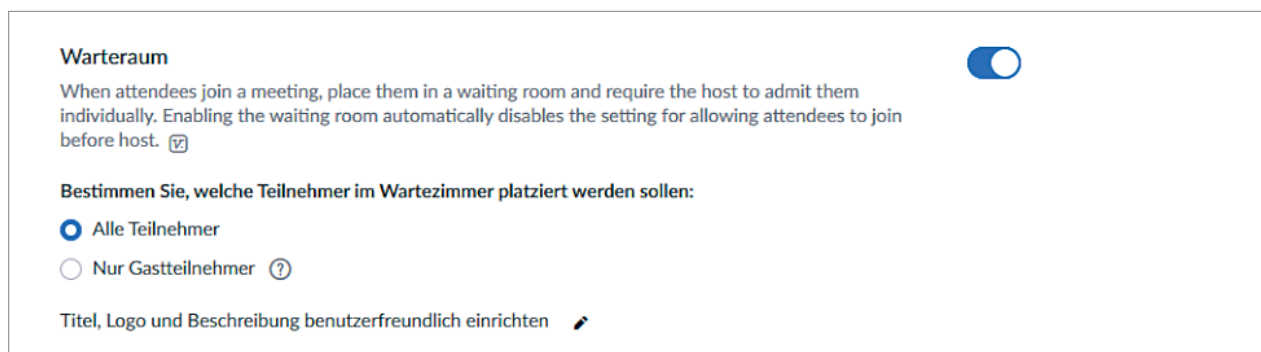 Warteraum
When attendees join a meeting, place them in a waiting room and require the host to admit them
individually. Enabling the waiting room automatically disables the setting for allowing attendees to join
before host.
Bestimmen Sie, welche Teilnehmer im Wartezimmer platziert werden sollen:
Alle Teilnehmer
Nur Gastteilnehmer
Titel, Logo und Beschreibung benutzerfreundlich einrichten